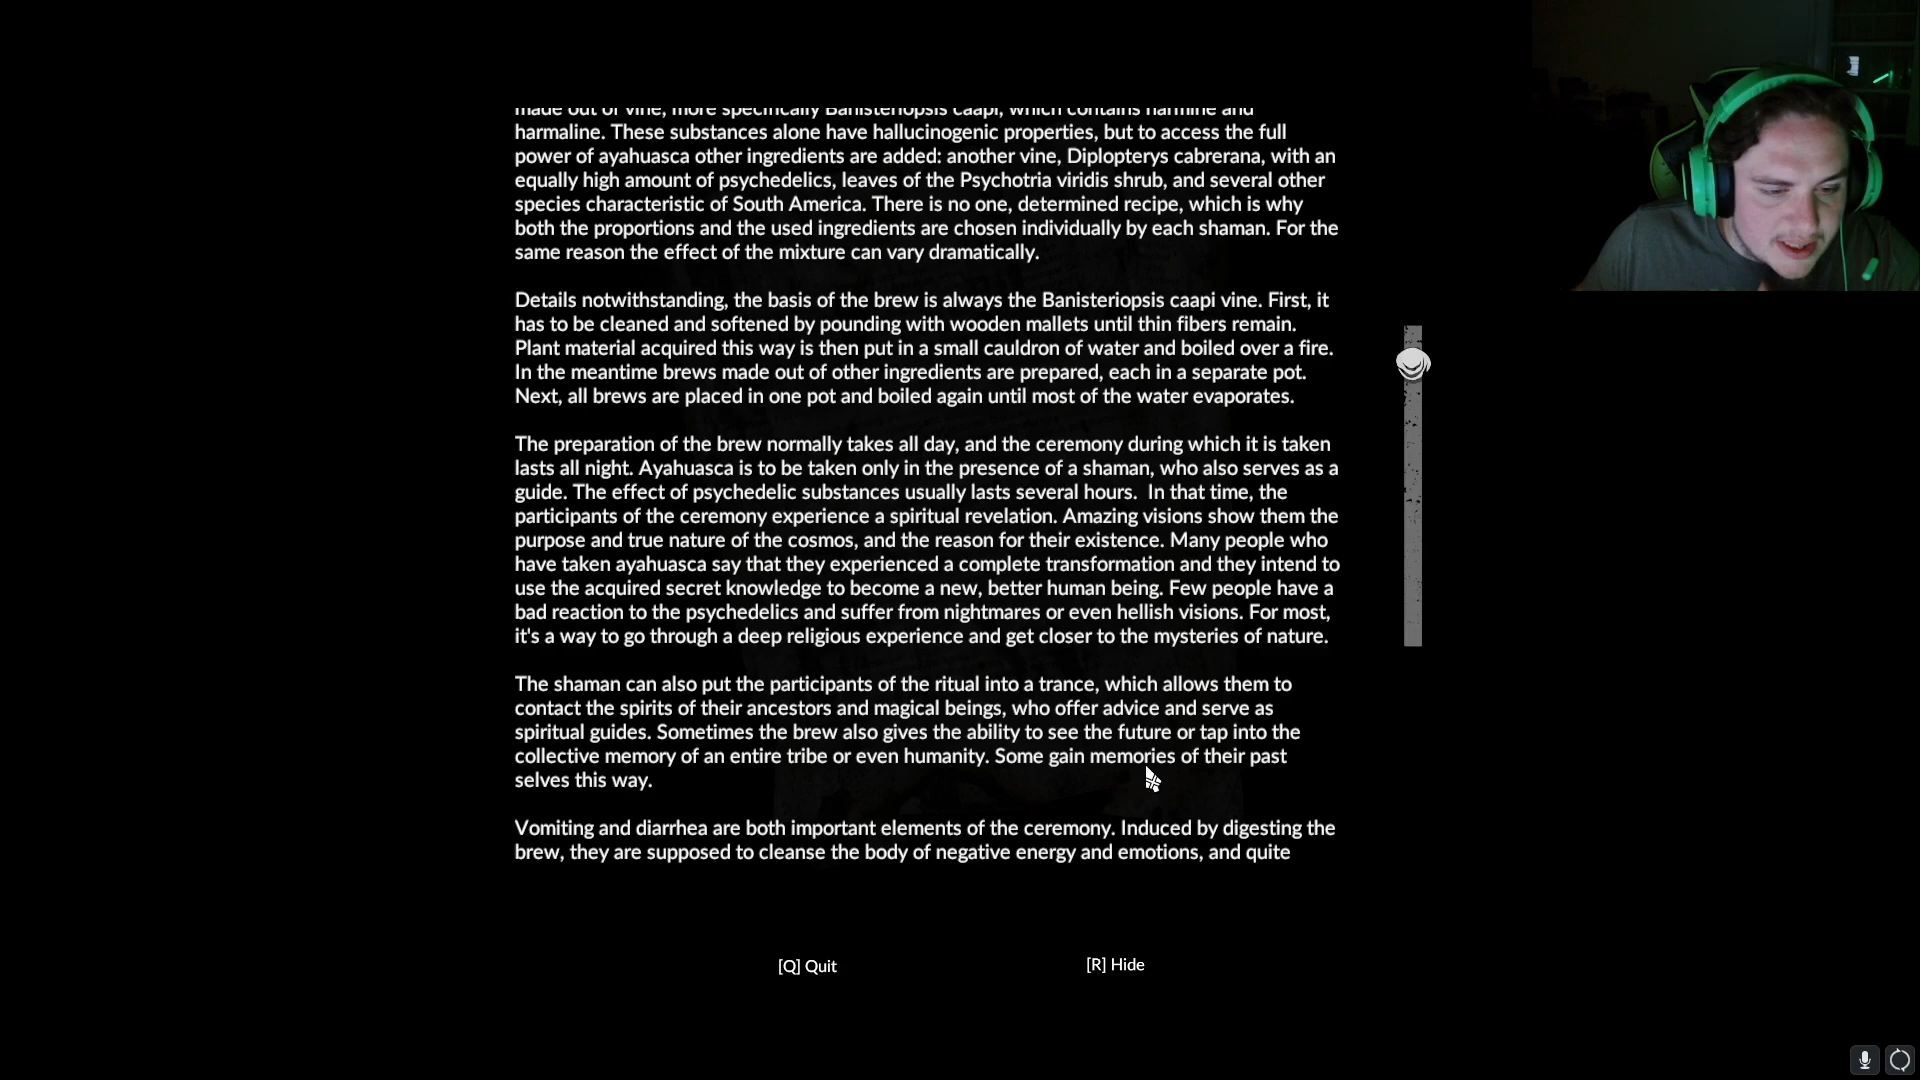 made out of vine, more specifically Banisteriopsis caapi, which contains harmine and
harmaline. These substances alone have hallucinogenic properties, but to access the full
power of ayahuasca other ingredients are added: another vine, Diplopterys cabrerana, with an
equally high amount of psychedelics, leaves of the Psychotria viridis shrub, and several other
species characteristic of South America. There is no one, determined recipe, which is why
both the proportions and the used ingredients are chosen individually by each shaman. For the
same reason the effect of the mixture can vary dramatically.
Details notwithstanding, the basis of the brew is always the Banisteriopsis caapi vine. First, it
has to be cleaned and softened by pounding with wooden mallets until thin fibers remain.
Plant material acquired this way is then put in a small cauldron of water and boiled over a fire.
In the meantime brews made out of other ingredients are prepared, each in a separate pot.
Next, all brews are placed in one pot and boiled again until most of the water evaporates.
The preparation of the brew normally takes all day, and the ceremony during which it is taken
lasts all night. Ayahuasca is to be taken only in the presence of a shaman, who also serves as a
guide. The effect of psychedelic substances usually lasts several hours.  In that time, the
participants of the ceremony experience a spiritual revelation. Amazing visions show them the
purpose and true nature of the cosmos, and the reason for their existence. Many people who
have taken ayahuasca say that they experienced a complete transformation and they intend to
use the acquired secret knowledge to become a new, better human being. Few people have a
bad reaction to the psychedelics and suffer from nightmares or even hellish visions. For most,
it's a way to go through a deep religious experience and get closer to the mysteries of nature.
The shaman can also put the participants of the ritual into a trance, which allows them to
contact the spirits of their ancestors and magical beings, who offer advice and serve as
spiritual guides. Sometimes the brew also gives the ability to see the future or tap into the
collective memory of an entire tribe or even humanity. Some gain memories of their past
selves this way.
Vomiting and diarrhea are both important elements of the ceremony. Induced by digesting the
brew, they are supposed to cleanse the body of negative energy and emotions, and quite
[Q] Quit
[R] Hide